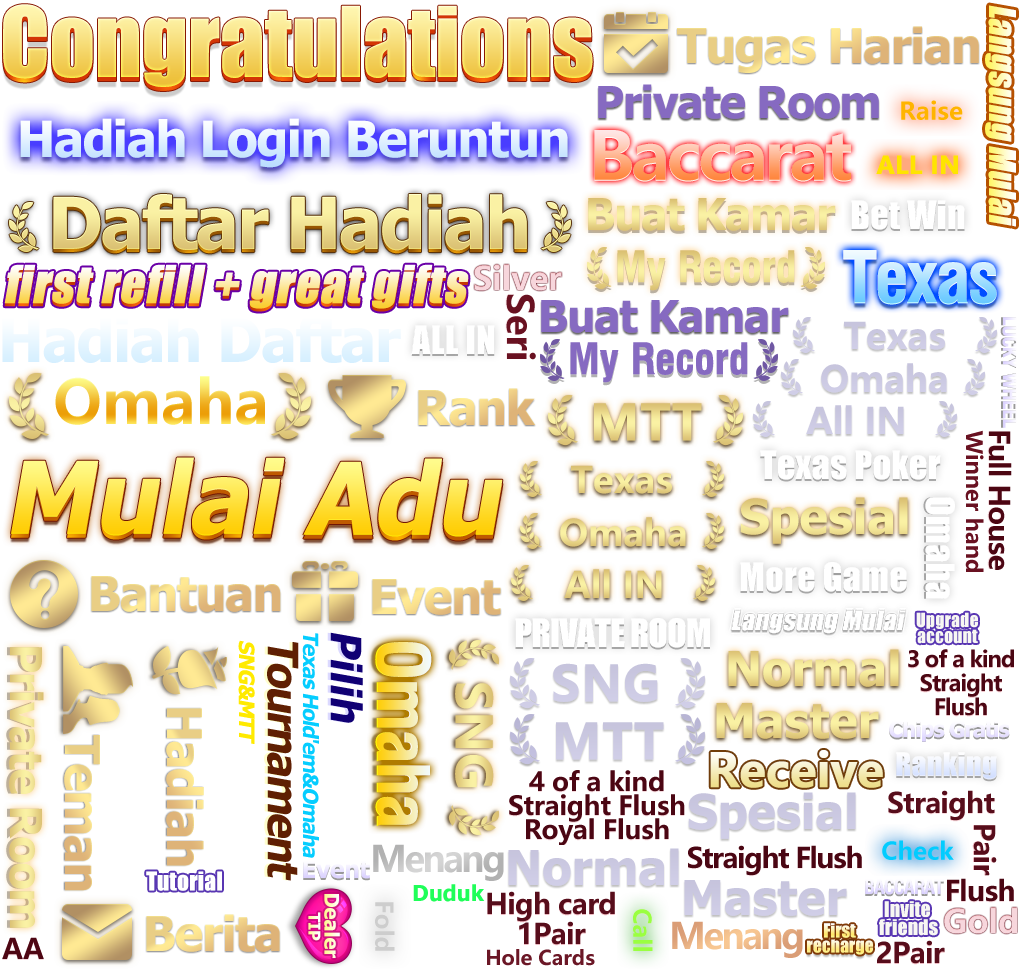 Congratulations
Tugas Harian
Langsung Mulai
Private Room
Raise
Hadiah Login Beruntun
Baccarat
ALL IN
Daftar Hadiah
Buat Kamar
Bet Win
My Record
Texas
first refill + great gifts
Silver
Seri
Buat Kamar
Hadiah Daftar
ALL IN
My Record
Texas
LUCKY WHEEL
Omaha
Rank
Omaha
MTT
All IN
Full House
Winner hand
Mulai Adu
Texas
Texas Poker
Spesial
Omaha
Omaha
Bantuan
Event
All IN
More Game
PRIVATE ROOM
Langsung Mulai
Upgrade
account
Private Room
Teman
Hadiah
SNG&MTT
Tournament
Texas Hold'em&Omaha
Pilih
Omaha
SNG
SNG
Normal
3 of a kind
Straight
Flush
MTT
Master
Chips Gratis
Receive
RanKing
4 of a kind
Straight Flush
Royal Flush
Spesial
Straight
Pair
Menang
Normal
Straight Flush
Check
Tutorial
Event
Duduk
Master
BACCARAT
Flush
AA
Berita
Dealer
TIP
Fold
High card
1Pair
Hole Cards
Call
Menang
First
recharge
Invite
friends
Gold
2Pair